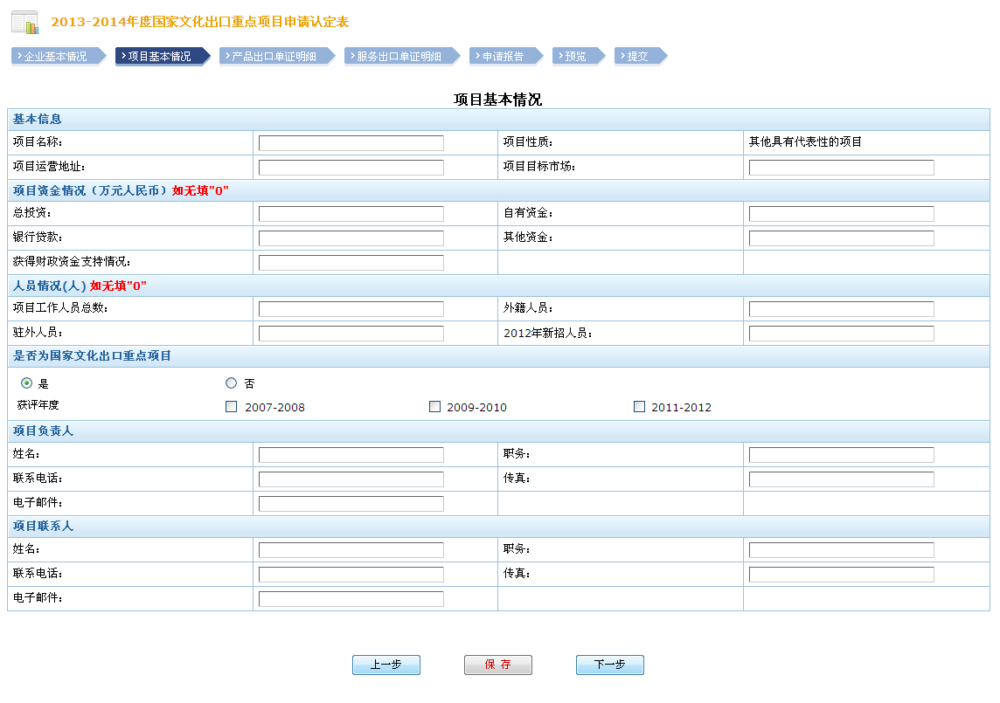 2013-2014年度国家文化出口重点项目申请认定表
企业基本情况 项目基本情况 产品出口单证明细 服务出口单证明细 申请报告 预览 提交
项目基本情况
基本信息
项目名称: 项目性质: 其他具有代表性的项目
项目运营地址: 项目目标市场:
项目资金情况（万元人民币）如无填"0"
总投资: 自有资金:
银行贷款: 其他资金:
获得财政资金支持情况:
人员情况(人) 如无填"0"
项目工作人员总数: 外籍人员:
驻外人员: 2012年新招人员:
是否为国家文化出口重点项目
是 否
获评年度 2007-2008 2009-2010 2011-2012
项目负责人
姓名: 职务:
联系电话: 传真:
电子邮件:
项目联系人
姓名: 职务:
联系电话: 传真:
电子邮件:
上一步 保 存 下一步